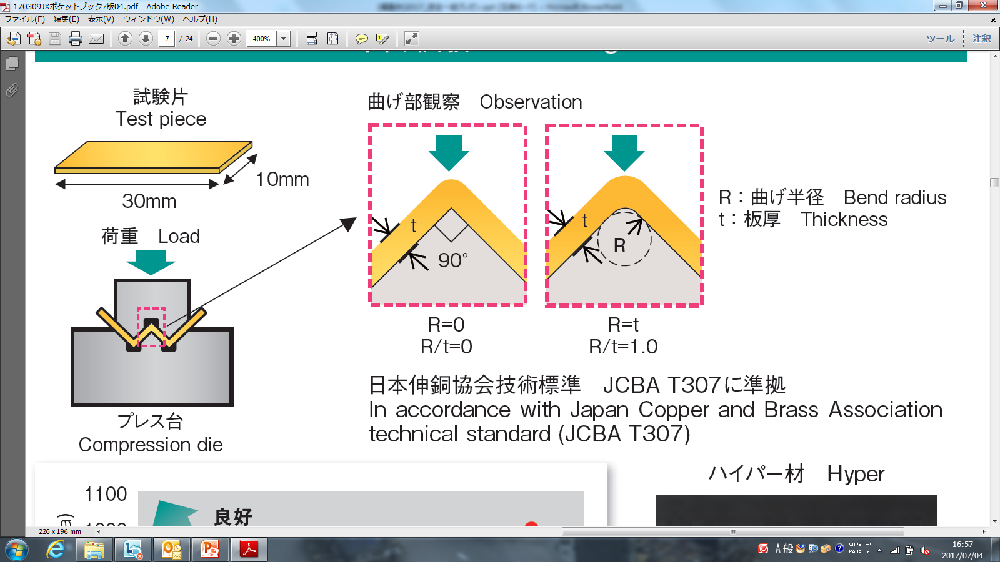 170309JXポケットブック7版04.pdf - Adobe Reader
ファイル(F) 編集(E) 表示(V) ウィンドウ(W) ヘルプ(H)
7 / 24 400% ツール 注釈
試験片
Test piece
10mm
30mm
荷重 Load
プレス台
Compression die
曲げ部観察 Observation
t
90°
t
R
R：曲げ半径 Bend radius
t：板厚 Thickness
R=0
R/t=0
R=t
R/t=1.0
日本伸銅協会技術標準 JCBA T307に準拠
In accordance with Japan Copper and Brass Association
technical standard (JCBA T307)
ハイパー材 Hyper
1100
良好
226 x 196 mm
A 般 CAPS KANA
16:57
2017/07/04